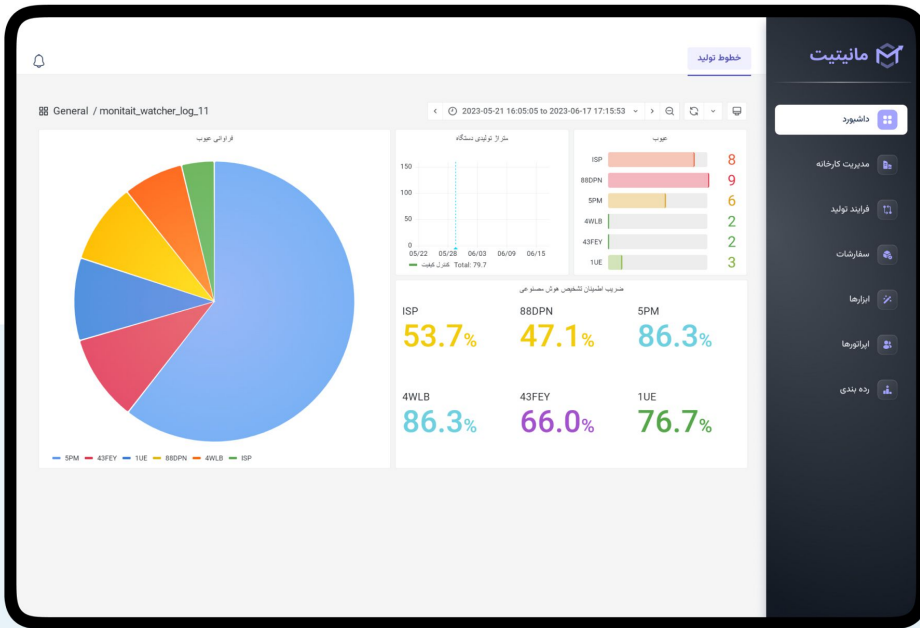 مانیتیت
داشبورد
مدیریت کارخانه
فرایند تولید
سفارشات
ابزارها
اپراتورها
رده بندی
خطوط تولید
General / monitait_watcher_log_11
2023-05-21 16:05:05 to 2023-06-17 17:15:53
فراوانی عیوب
5PM 43FEY 1UE 88DPN 4WLB ISP
متراژ تولیدی دستگاه
150
100
50
0
05/22 05/28 06/03 06/09 06/15
کنترل کیفیت Total: 79.7
عیوب
ISP 8
88DPN 9
5PM 6
4WLB 2
43FEY 2
1UE 3
ضریب اطمینان تشخیص هوش مصنوعی
ISP 88DPN 5PM
53.7% 47.1% 86.3%
4WLB 43FEY 1UE
86.3% 66.0% 76.7%